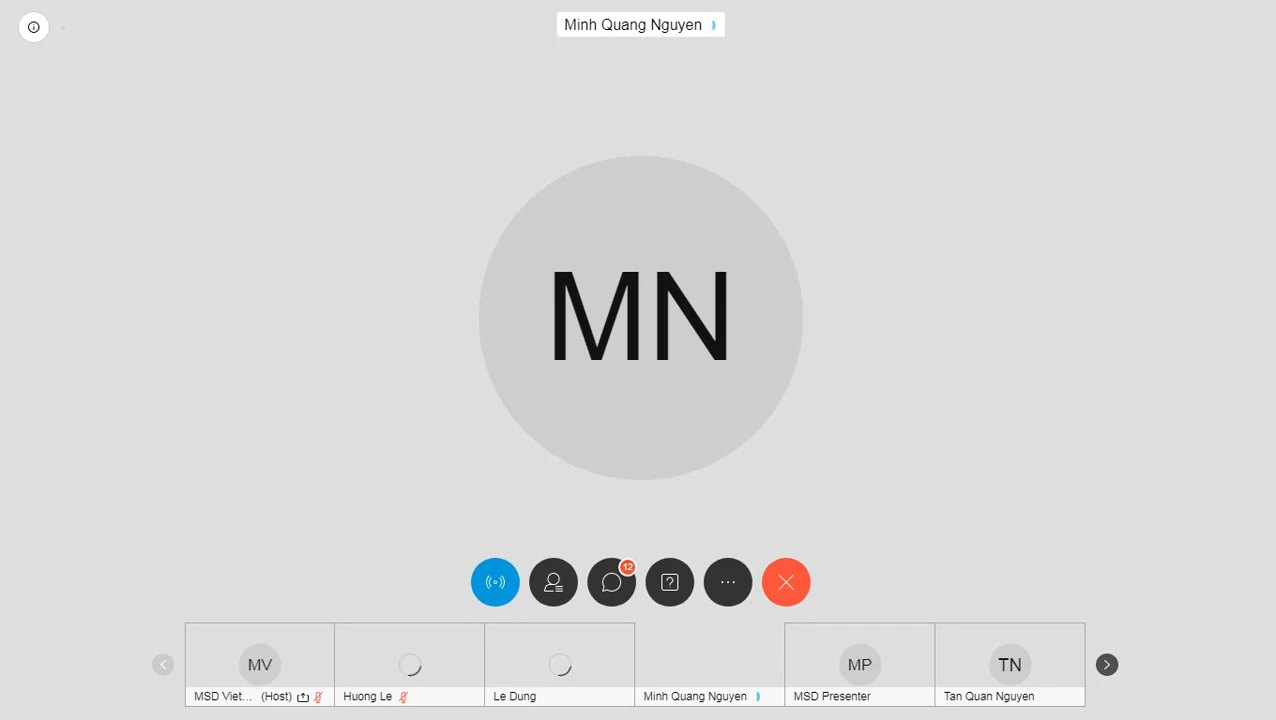 Minh Quang Nguyen
MN
12
?
MV
MP
TN
MSD Viet... (Host)
Huong Le
Le Dung
Minh Quang Nguyen
MSD Presenter
Tan Quan Nguyen